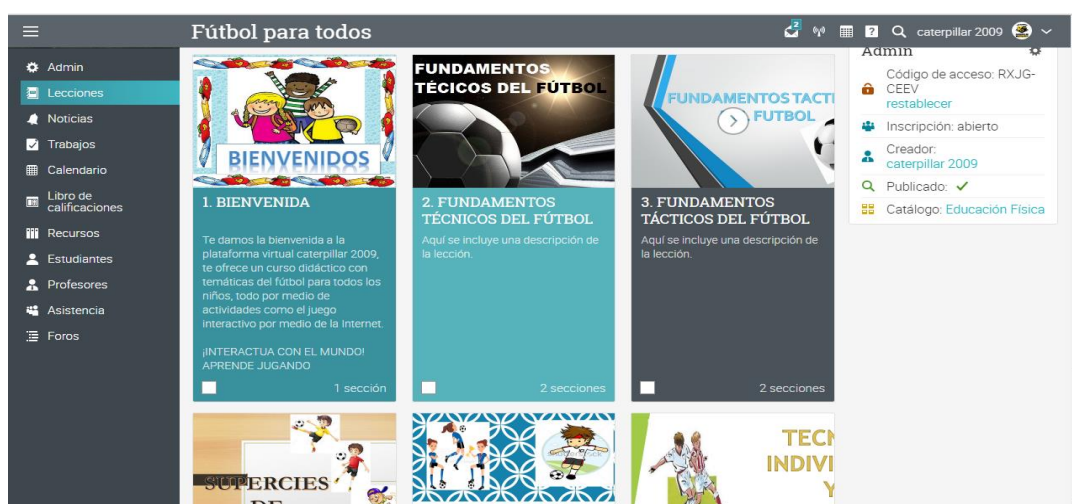 Fútbol para todos
2
caterpillar 2009
Admin
Lecciones
Noticias
Trabajos
Calendario
Libro de
calificaciones
Recursos
Estudiantes
Profesores
Asistencia
Foros
BIENVENIDOS
1. BIENVENIDA
Te damos la bienvenida a la
plataforma virtual caterpillar 2009,
te ofrece un curso didáctico con
temáticas del fútbol para todos los
niños, todo por medio de
actividades como el juego
interactivo por medio de la Internet.
¡INTERACTUA CON EL MUNDO!
APRENDE JUGANDO
1 sección
FUNDAMENTOS
TÉCICOS DEL FÚTBOL
2. FUNDAMENTOS
TÉCNICOS DEL FÚTBOL
Aquí se incluye una descripción de
la lección.
2 secciones
FUNDAMENTOS TACTI
FUTBOL
3. FUNDAMENTOS
TÁCTICOS DEL FÚTBOL
Aquí se incluye una descripción de
la lección.
2 secciones
SUPERCIES
DE
TECN
INDIVI
Y
Admin
Código de acceso: RXJG-
CEEV
restablecer
Inscripción: abierto
Creador:
caterpillar 2009
Publicado:
Catálogo: Educación Física